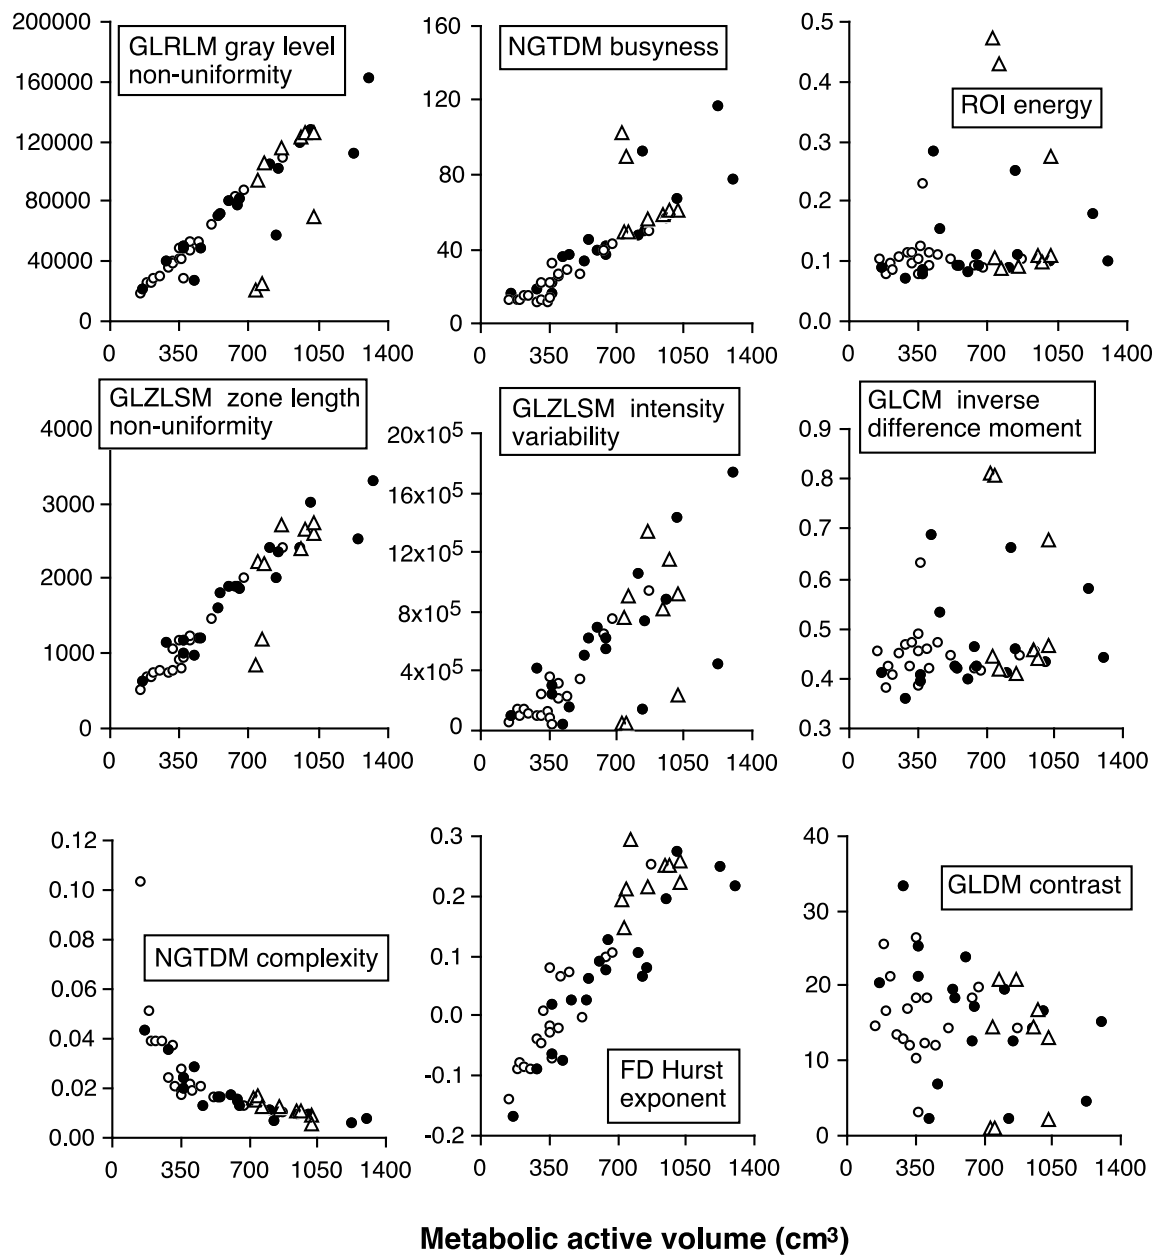 200000
160000
120000
80000
40000
0
GLRLM gray level
non-uniformity
0 350 700 1050 1400
160
120
80
40
0
NGTDM busyness
0 350 700 1050 1400
0.5
0.4
0.3
0.2
0.1
0.0
ROI energy
0 350 700 1050 1400
4000
3000
2000
1000
0
GLZLSM zone length
non-uniformity
0 350 700 1050 1400
20x10⁵
16x10⁵
12x10⁵
8x10⁵
4x10⁵
0
GLZLSM intensity
variability
0 350 700 1050 1400
0.9
0.8
0.7
0.6
0.5
0.4
0.3
GLCM inverse
difference moment
0 350 700 1050 1400
0.12
0.10
0.08
0.06
0.04
0.02
0.00
NGTDM complexity
0 350 700 1050 1400
0.3
0.2
0.1
0.0
-0.1
-0.2
FD Hurst
exponent
0 350 700 1050 1400
40
30
20
10
0
GLDM contrast
0 350 700 1050 1400
Metabolic active volume (cm³)